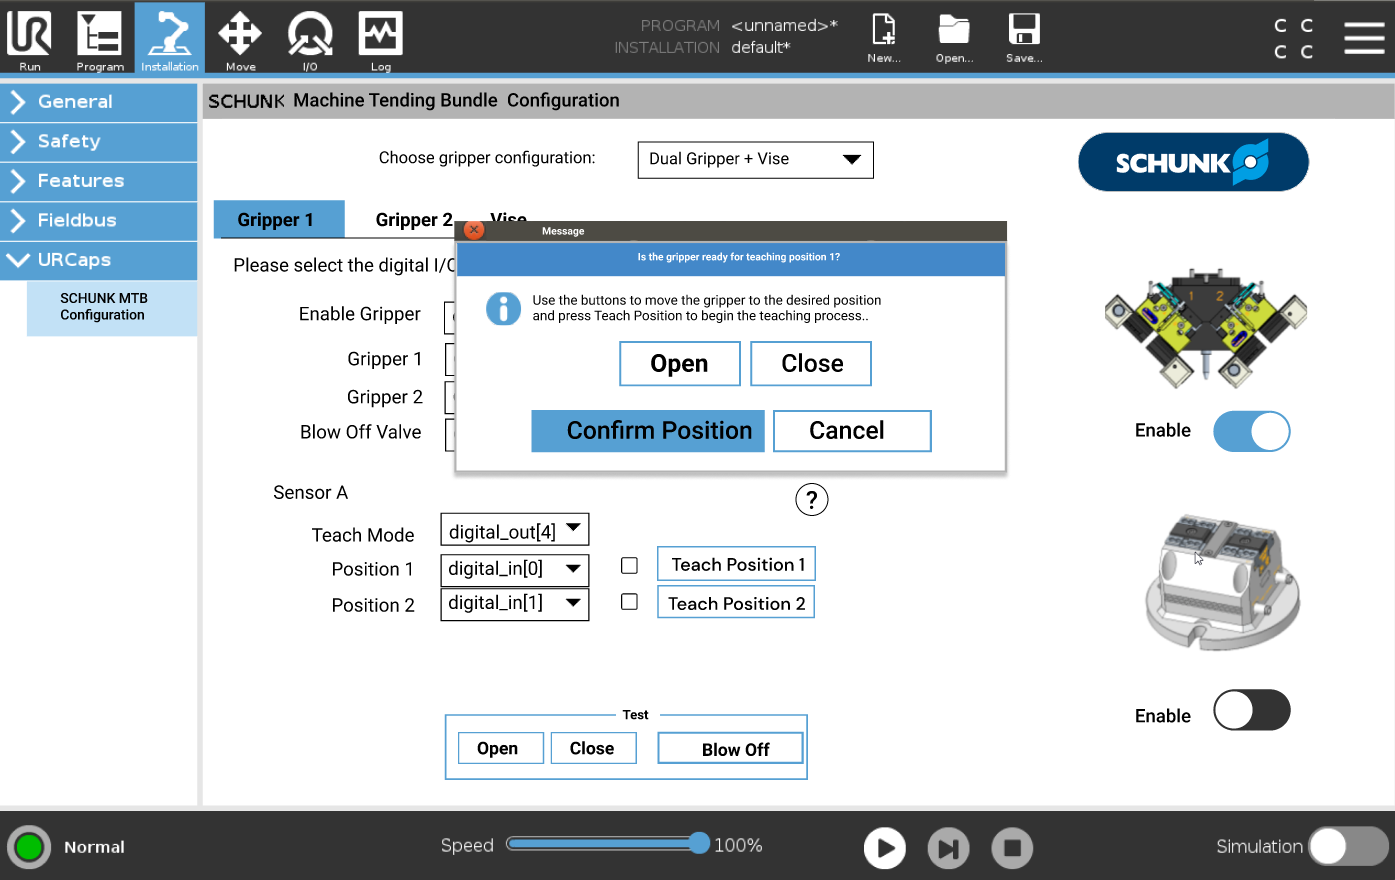 PROGRAM <unnamed>*
INSTALLATION default*
Run
Program
Installation
Move
I/O
Log
New...
Open...
Save...
C C
C C
General
Safety
Features
Fieldbus
URCaps
SCHUNK MTB
Configuration
SCHUNK Machine Tending Bundle Configuration
Choose gripper configuration:
Dual Gripper + Vise
SCHUNK
Gripper 1
Gripper 2
Vise
Please select the digital I/O
Enable Gripper
Gripper 1
Gripper 2
Blow Off Valve
Message
Is the gripper ready for teaching position 1?
Use the buttons to move the gripper to the desired position
and press Teach Position to begin the teaching process..
Open
Close
Confirm Position
Cancel
1 2
Enable
Sensor A
?
Teach Mode
digital_out[4]
Position 1
digital_in[0]
Teach Position 1
Position 2
digital_in[1]
Teach Position 2
Enable
Test
Open
Close
Blow Off
Normal
Speed
100%
Simulation